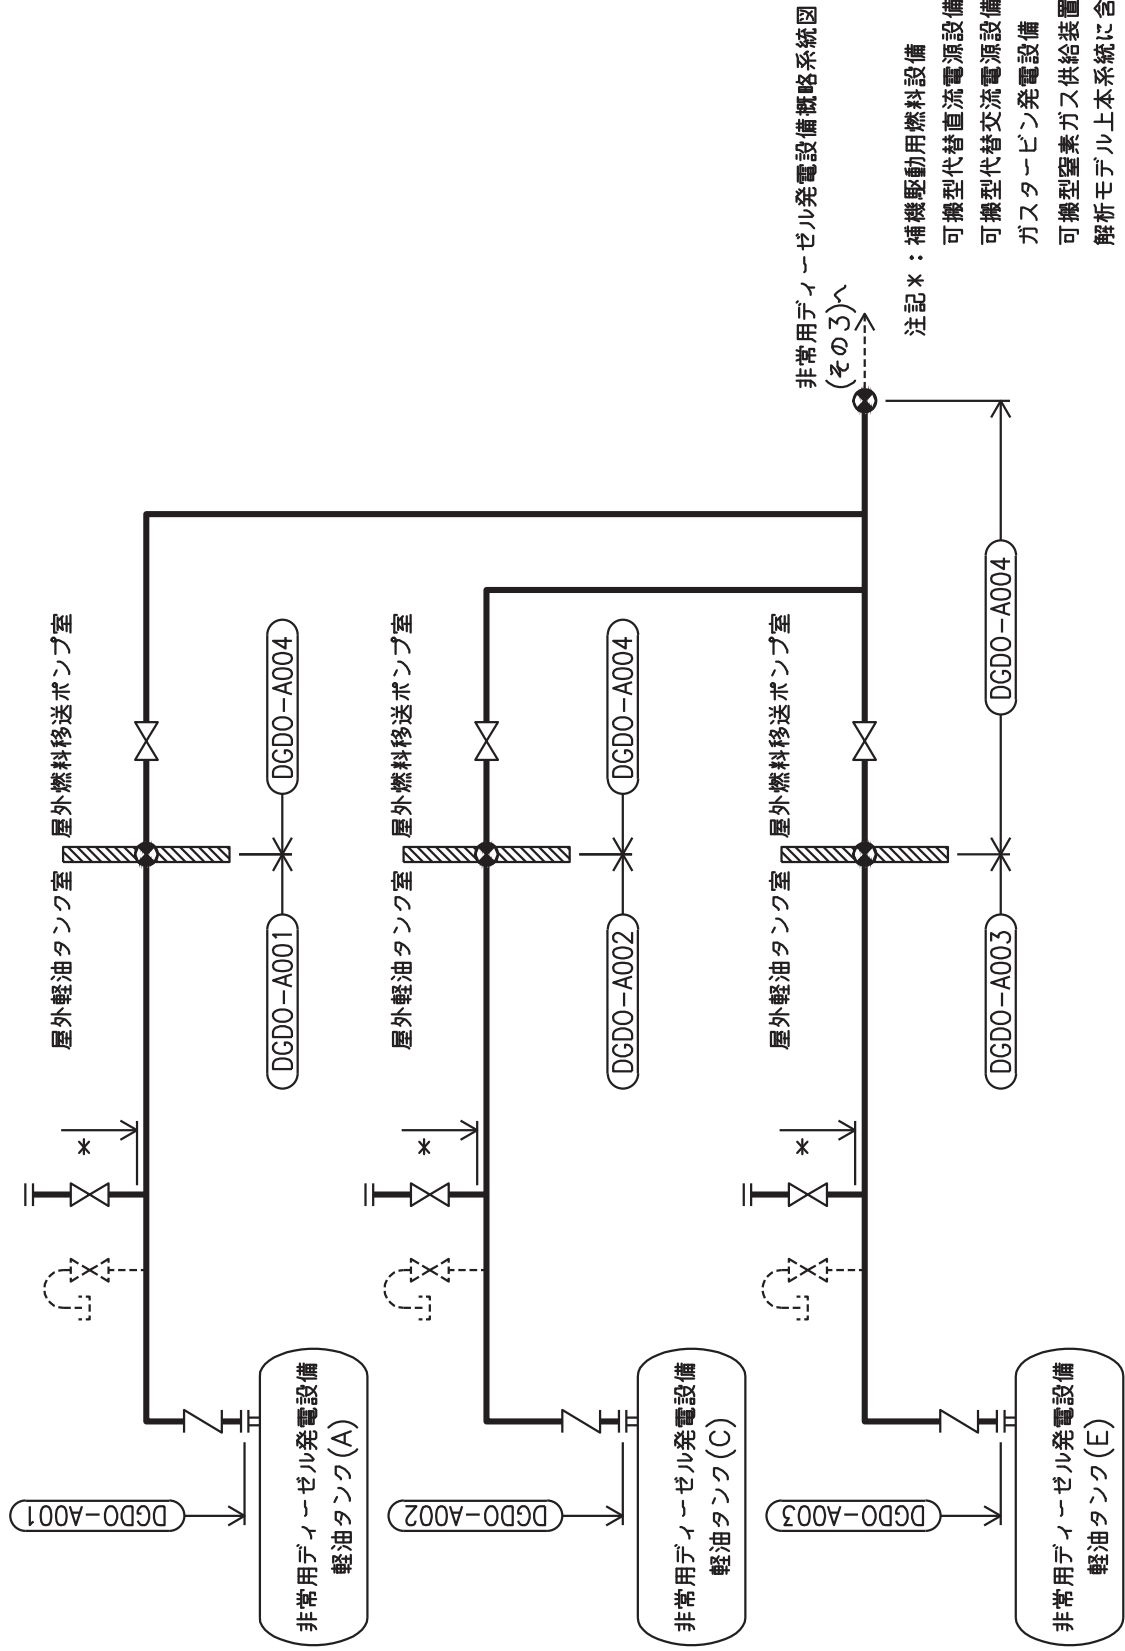 屋外軽油タンク室
屋外燃料移送ポンプ室
DGDO-A001
DGDO-A001
DGDO-A004
*
非常用ディーゼル発電設備
軽油タンク(A)
屋外軽油タンク室
屋外燃料移送ポンプ室
DGDO-A002
DGDO-A002
DGDO-A004
*
非常用ディーゼル発電設備
軽油タンク(C)
屋外軽油タンク室
屋外燃料移送ポンプ室
DGDO-A003
DGDO-A003
DGDO-A004
*
非常用ディーゼル発電設備
軽油タンク(E)
非常用ディーゼル発電設備概略系統図
(その3)へ
注記*:補機駆動用燃料設備
可搬型代替直流電源設備
可搬型代替交流電源設備
ガスタービン発電設備
可搬型窒素ガス供給装置
解析モデル上本系統に含